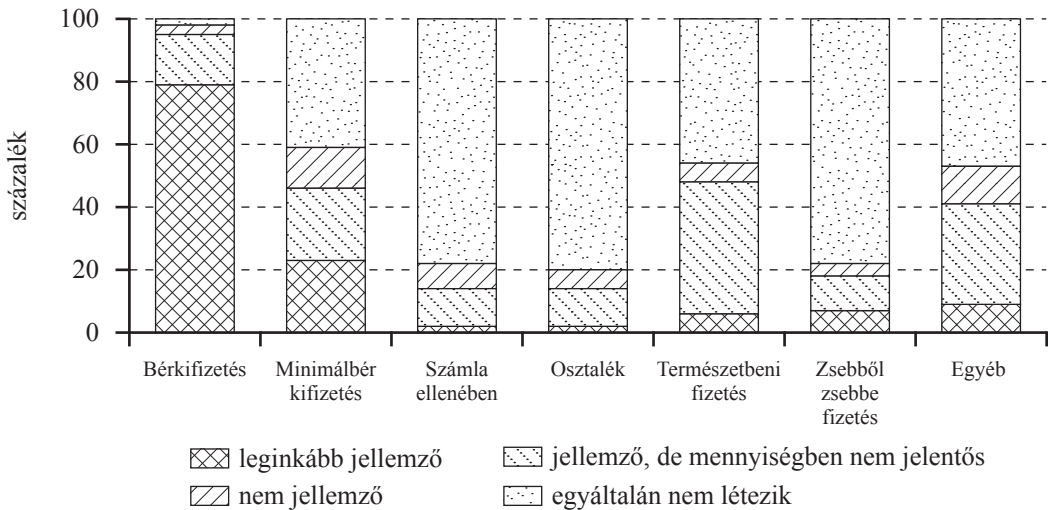 százalék
100
80
60
40
20
0
Bérkifizetés
Minimálbér
kifizetés
Számla
ellenében
Osztalék
Természetbeni
fizetés
Zsebből
zsebbe
fizetés
Egyéb
leginkább jellemző
jellemző, de mennyiségben nem jelentős
nem jellemző
egyáltalán nem létezik